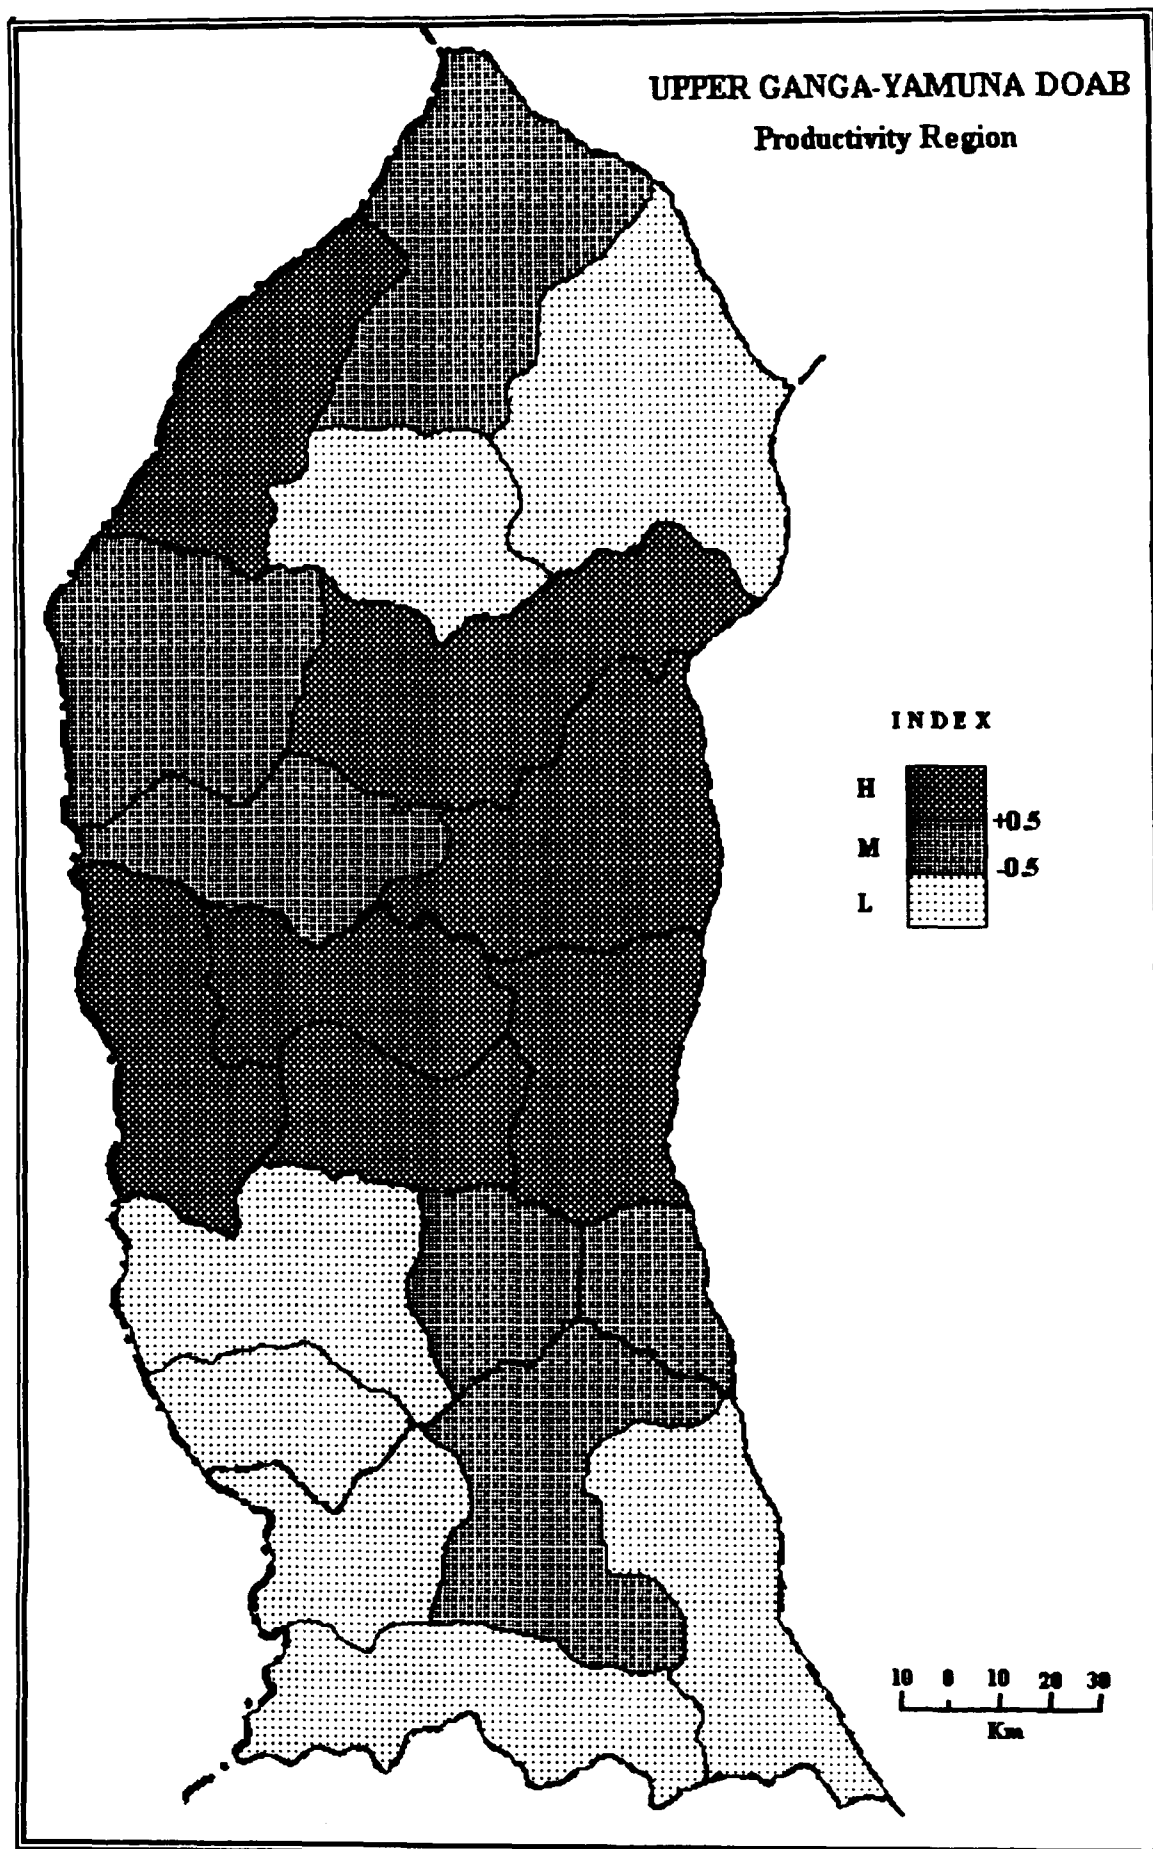 UPPER GANGA-YAMUNA DOAB
Productivity Region
INDEX
H
+0.5
M
-0.5
L
10 0 10 20 30
Km